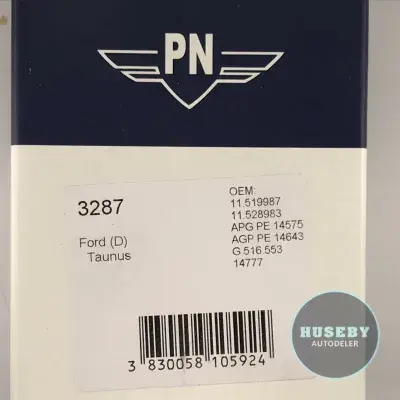 PN
3287
Ford (D)
Taunus
OEM:
11.519987
11.528983
APG PE 14575
AGP PE 14643
G 516.553
14777
3 830058 105924
HUSEBY
AUTODELER